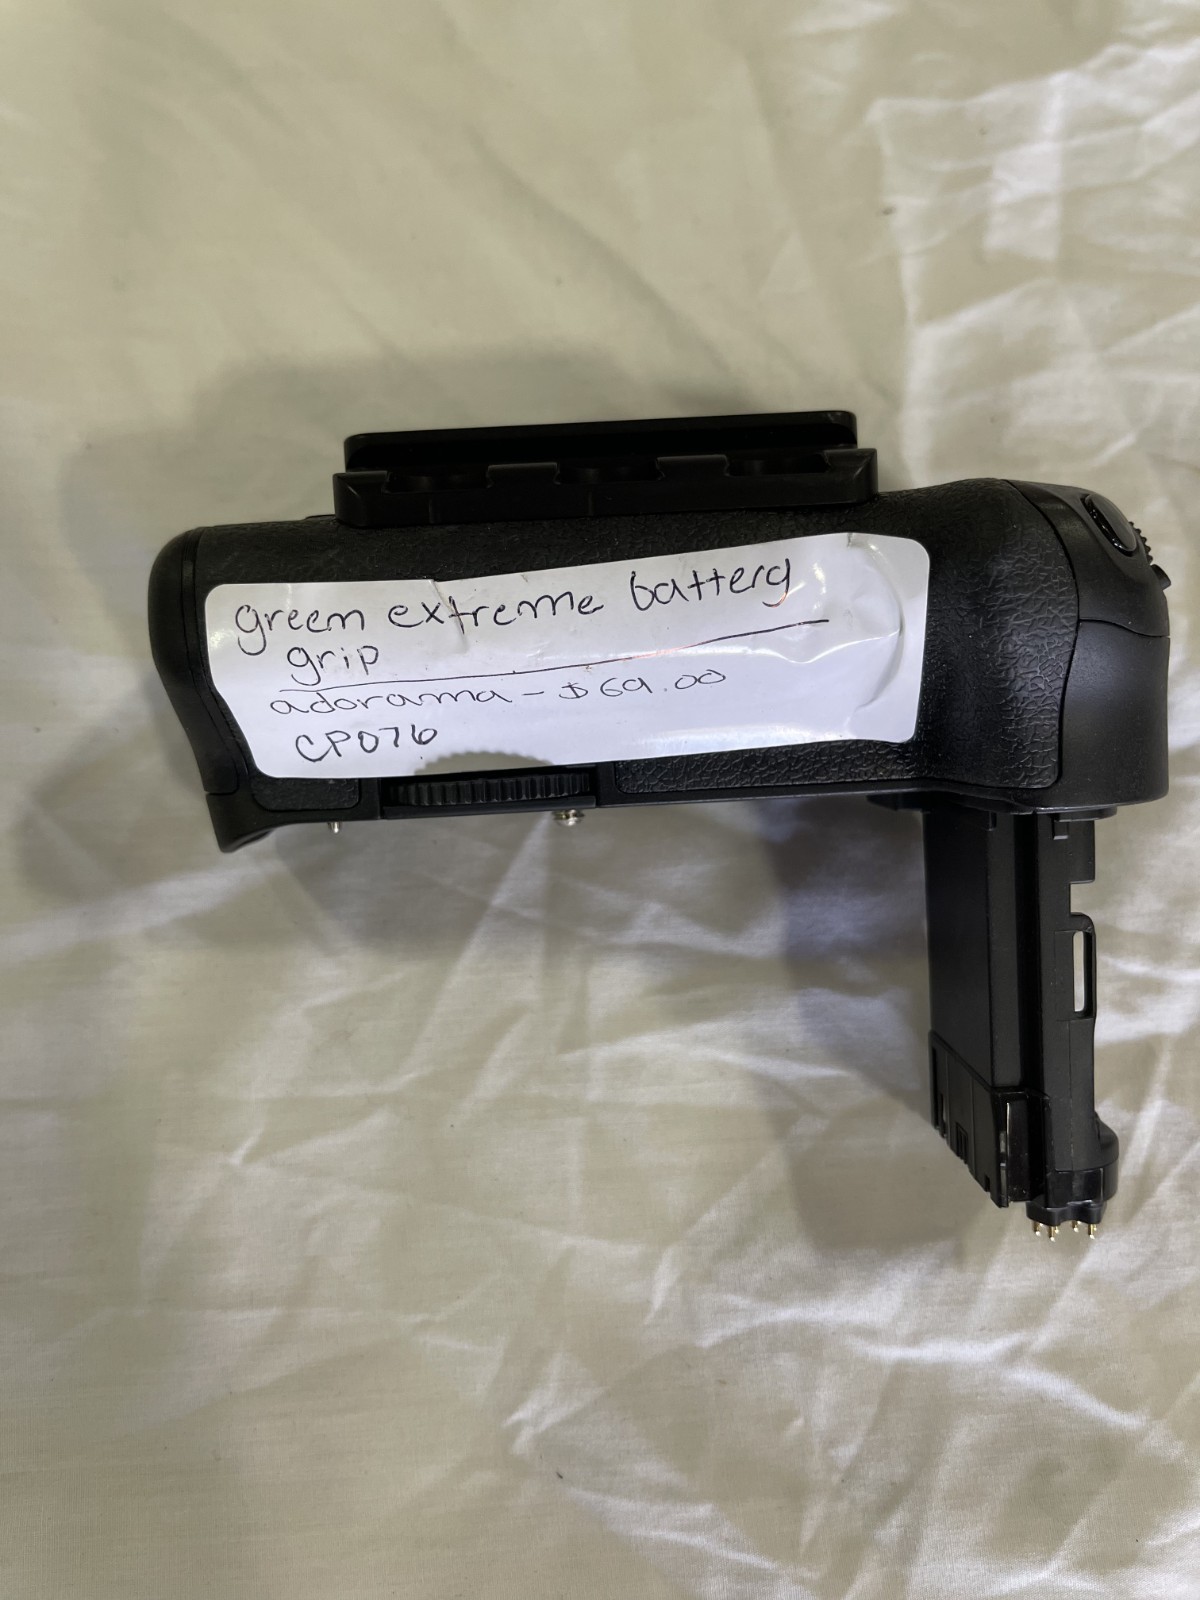 green extreme battery
grip
adorama - $69.00
CP076